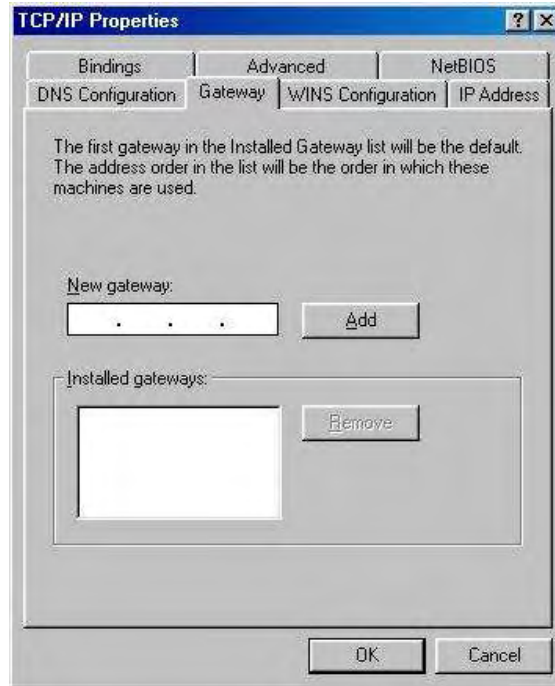 TCP/IP Properties
Bindings
Advanced
NetBIOS
DNS Configuration
Gateway
WINS Configuration
IP Address
The first gateway in the Installed Gateway list will be the default.
The address order in the list will be the order in which these
machines are used.
New gateway:
. . .
Add
Installed gateways:
Remove
OK
Cancel